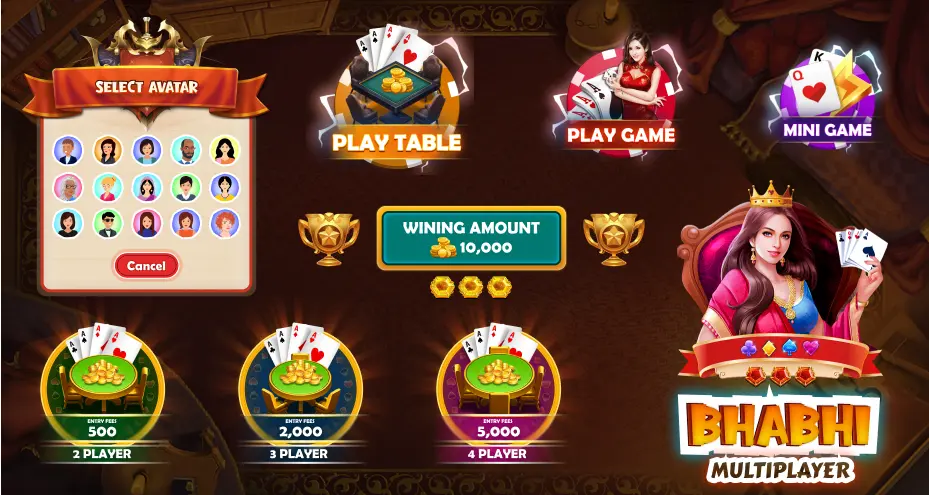 SELECT AVATAR
Cancel
PLAY TABLE
PLAY GAME
K
Q
MINI GAME
WINING AMOUNT
10,000
A A A A
ENTRY FEES
500
2 PLAYER
A A A A
ENTRY FEES
2,000
3 PLAYER
A A A A
ENTRY FEES
5,000
4 PLAYER
BHABHI
MULTIPLAYER